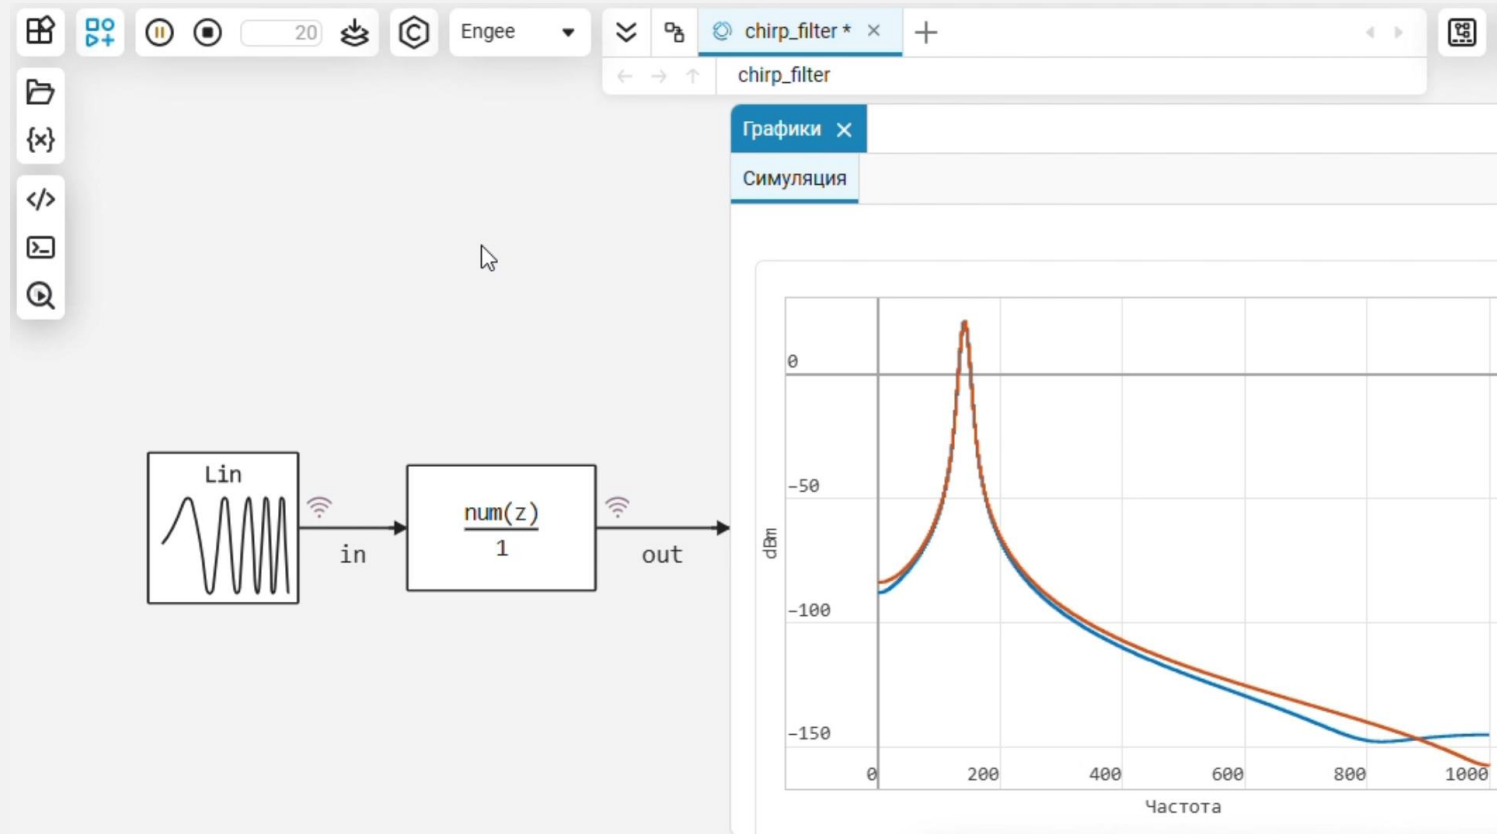 20
Engee
chirp_filter *
chirp_filter
Графики
Симуляция
Lin
in
num(z)
1
out
0
-50
-100
-150
dBm
0 200 400 600 800 1000
Частота